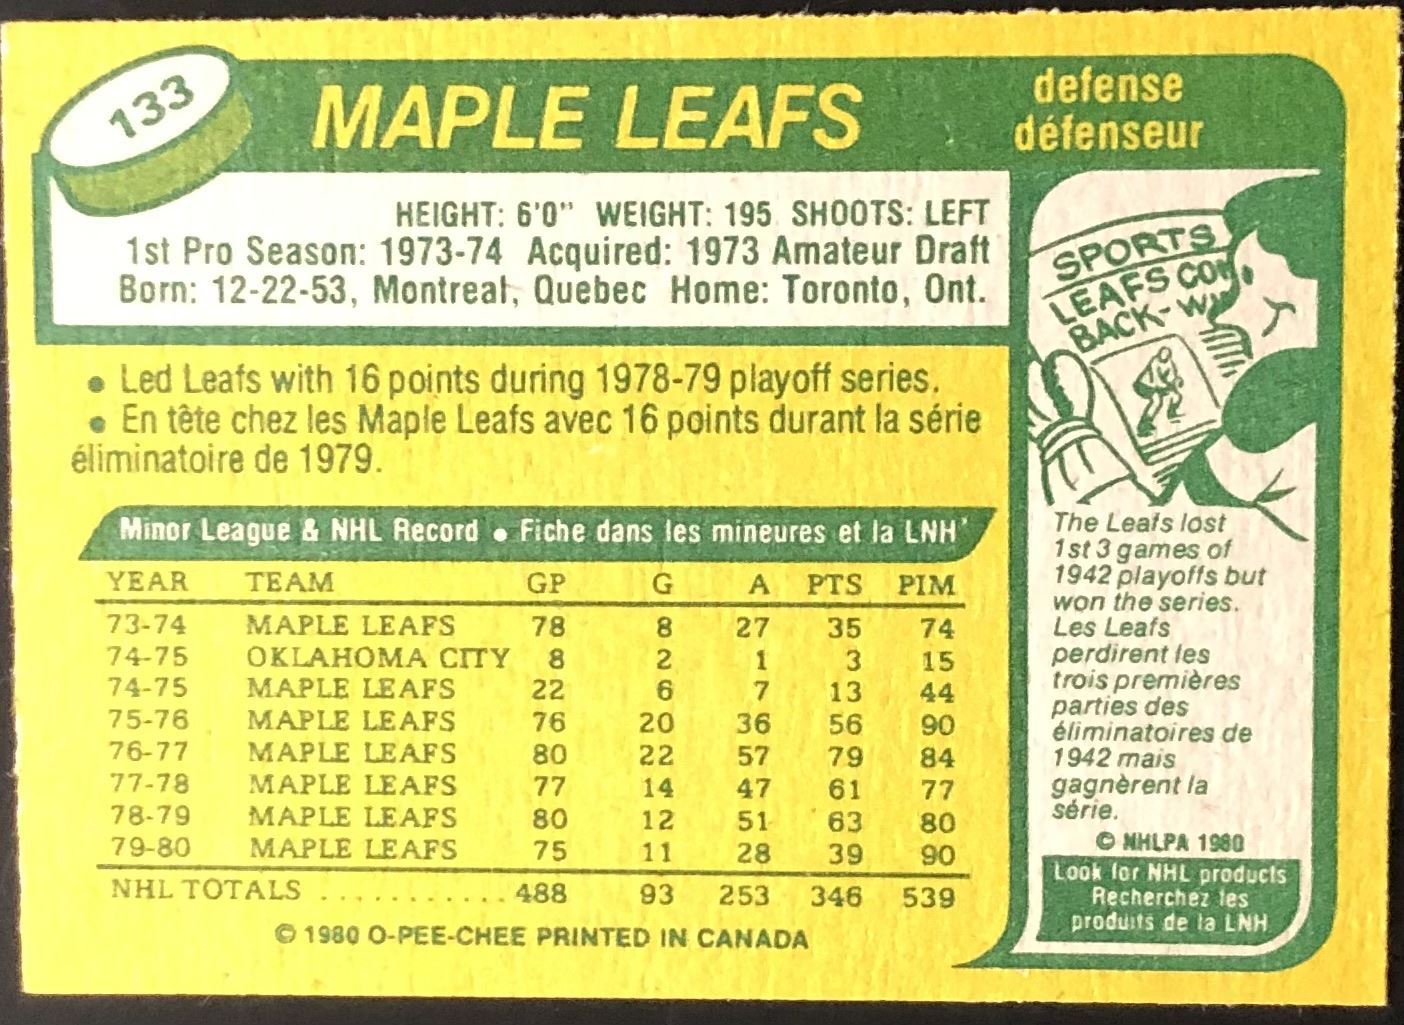 133
MAPLE LEAFS
defense
défenseur
HEIGHT: 6'0" WEIGHT: 195 SHOOTS: LEFT
1st Pro Season: 1973-74 Acquired: 1973 Amateur Draft
Born: 12-22-53, Montreal, Quebec Home: Toronto, Ont.
• Led Leafs with 16 points during 1978-79 playoff series.
• En tète chez les Maple Leafs avec 16 points durant la série
éliminatoire de 1979.
Minor League & NHL Record • Fiche dans les mineures et la LNH
YEAR TEAM GP G A PTS PIM
73-74 MAPLE LEAFS 78 8 27 35 74
74-75 OKLAHOMA CITY 8 2 1 3 15
74-75 MAPLE LEAFS 22 6 7 13 44
75-76 MAPLE LEAFS 76 20 36 56 90
76-77 MAPLE LEAFS 80 22 57 79 84
77-78 MAPLE LEAFS 77 14 47 61 77
78-79 MAPLE LEAFS 80 12 51 63 80
79-80 MAPLE LEAFS 75 11 28 39 90
NHL TOTALS ............ 488 93 253 346 539
© 1980 O-PEE-CHEE PRINTED IN CANADA
SPORTS
LEAFS COM
BACK-W
The Leafs lost
1st 3 games of
1942 playoffs but
won the series.
Les Leafs
perdirent les
trois premières
parties des
éliminatoires de
1942 mais
gagnèrent la
série.
© NHLPA 1980
Look for NHL products
Recherchez les
produits de la LNH